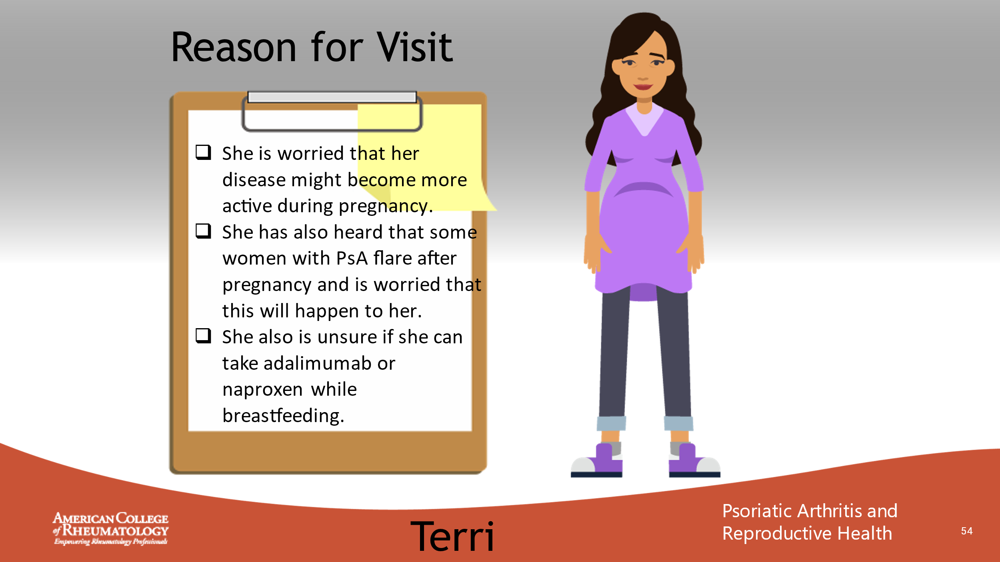 Reason for Visit
❑ She is worried that her
disease might become more
active during pregnancy.
❑ She has also heard that some
women with PsA flare after
pregnancy and is worried that
this will happen to her.
❑ She also is unsure if she can
take adalimumab or
naproxen while
breastfeeding.
AMERICAN COLLEGE
of RHEUMATOLOGY
Empowering Rheumatology Professionals
Terri
Psoriatic Arthritis and
Reproductive Health
54